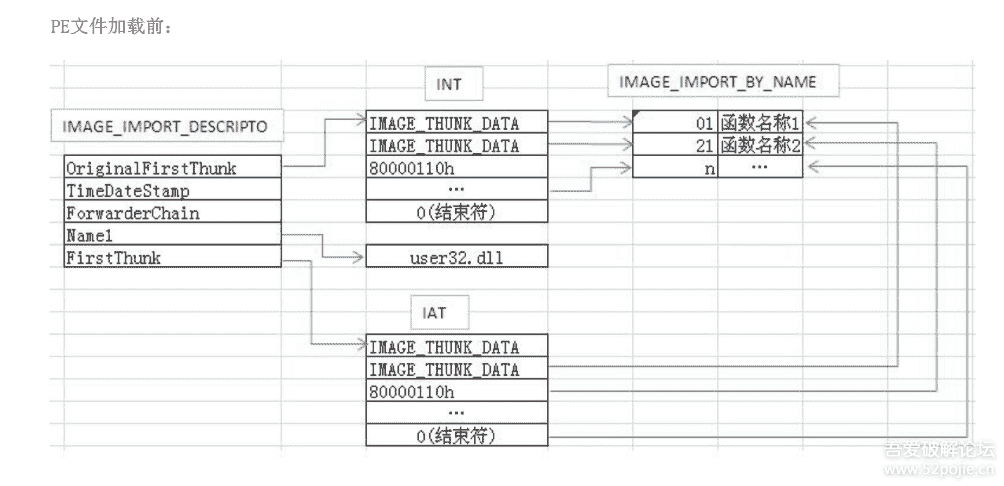 PE文件加载前：
INT
IMAGE_IMPORT_BY_NAME
IMAGE_IMPORT_DESCRIPTO
IMAGE_THUNK_DATA
01 函数名称1
IMAGE_THUNK_DATA
21 函数名称2
OriginalFirstThunk
80000110h
n …
TimeDateStamp
…
ForwarderChain
0(结束符)
Name1
FirstThunk
user32.dll
IAT
IMAGE_THUNK_DATA
IMAGE_THUNK_DATA
80000110h
…
0(结束符)
吾爱破解论坛
www.52pojie.cn